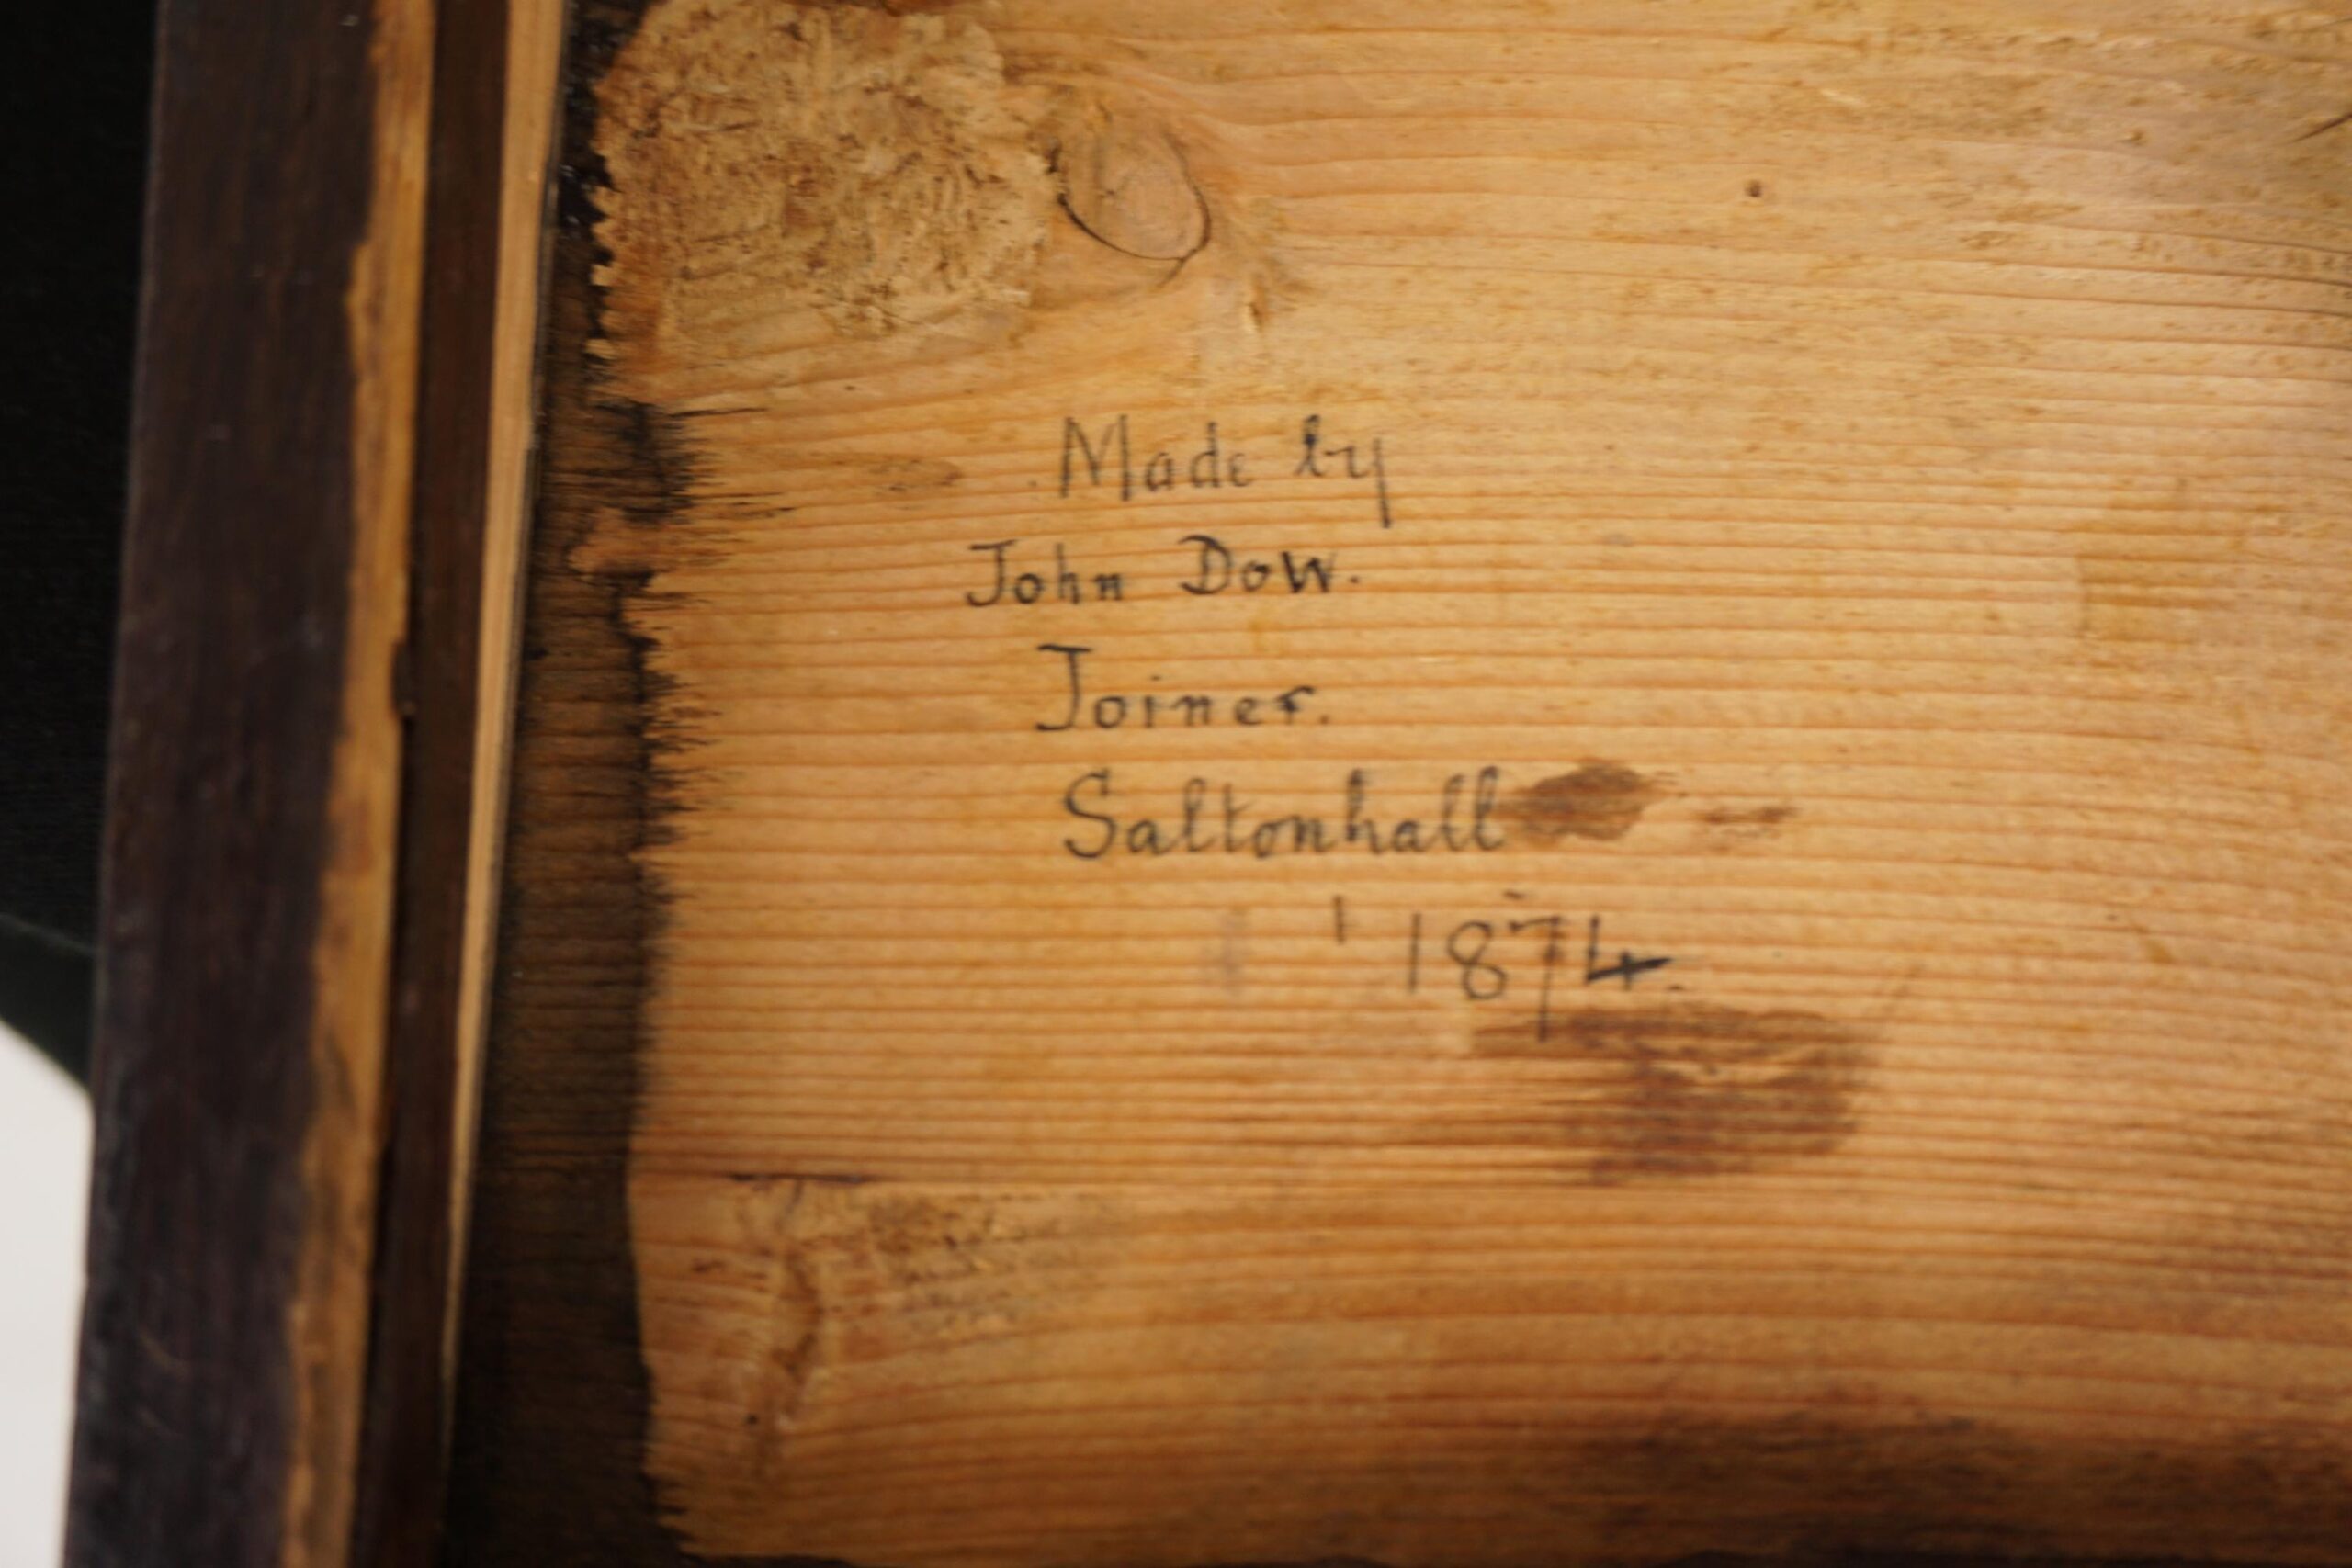 Made by
John Dow.
Joiner.
Saltonhall
1874.